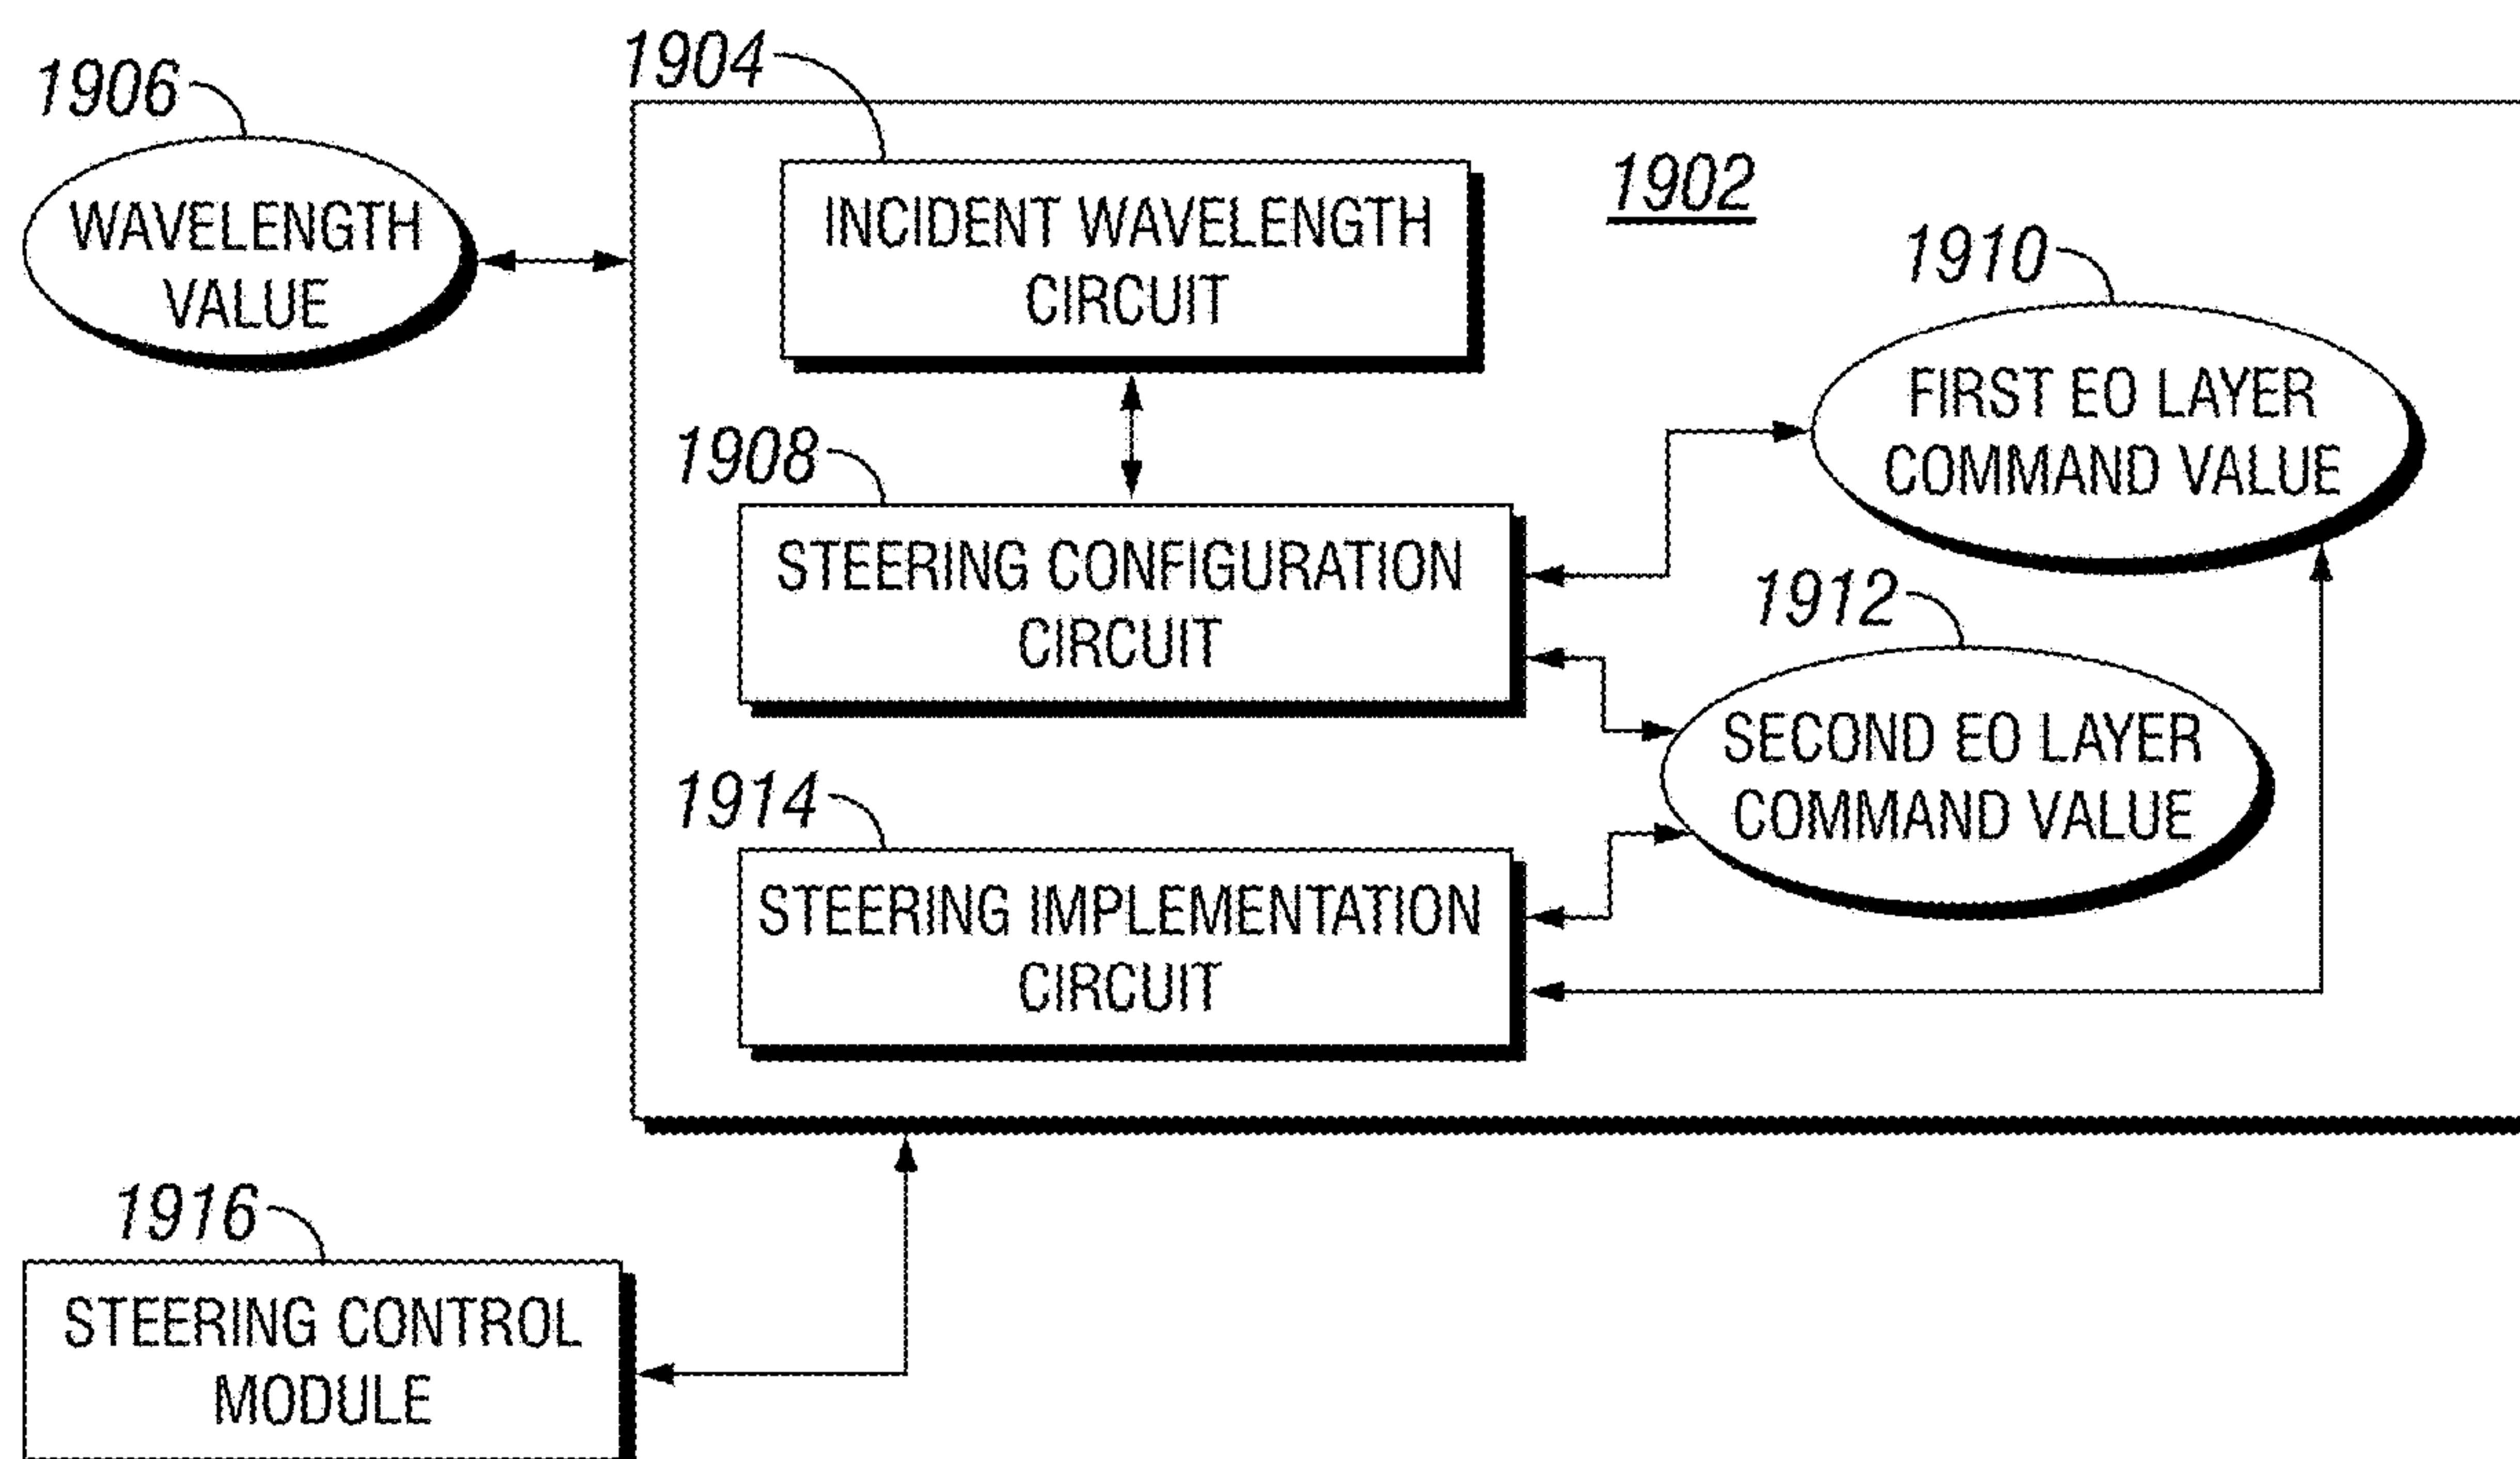 1904
1906
WAVELENGTH
VALUE
INCIDENT WAVELENGTH
CIRCUIT
1902
1910
FIRST EO LAYER
COMMAND VALUE
1908
STEERING CONFIGURATION
CIRCUIT
1912
SECOND EO LAYER
COMMAND VALUE
1914
STEERING IMPLEMENTATION
CIRCUIT
1916
STEERING CONTROL
MODULE